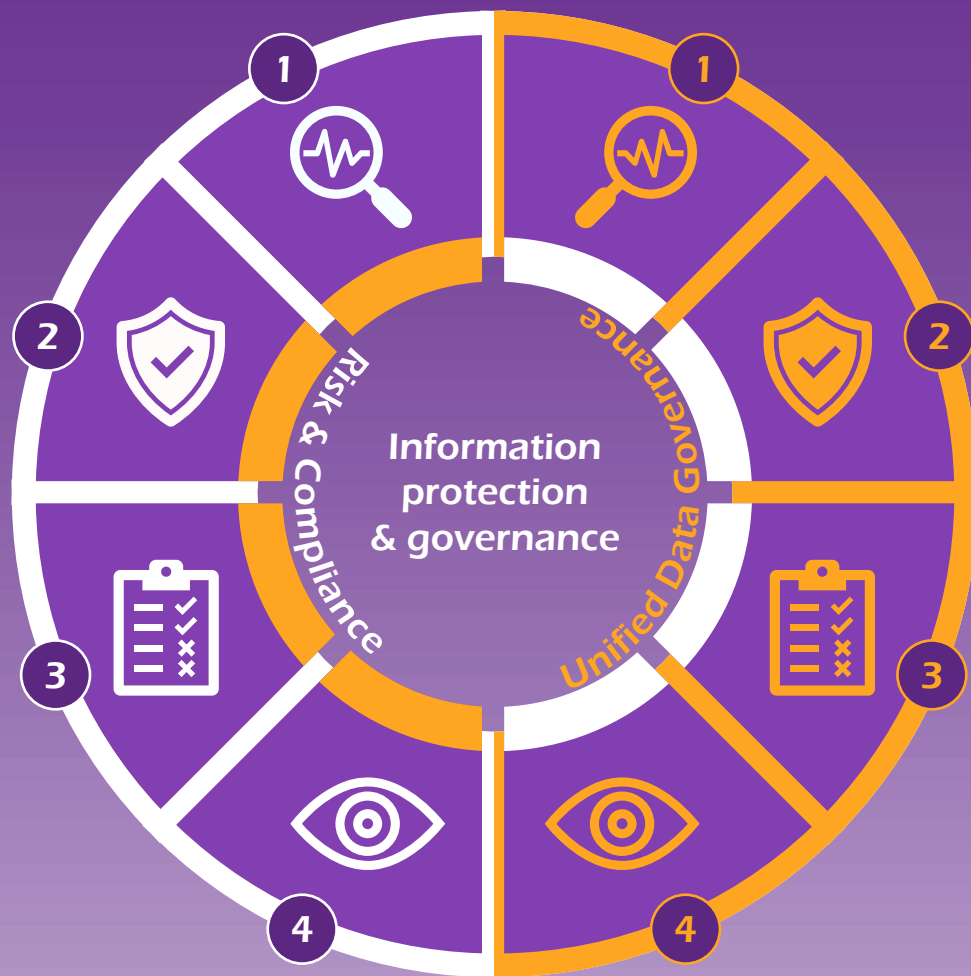 1
1
2
2
Risk & Compliance
Information
protection
& governance
Unified Data Governance
3
3
4
4